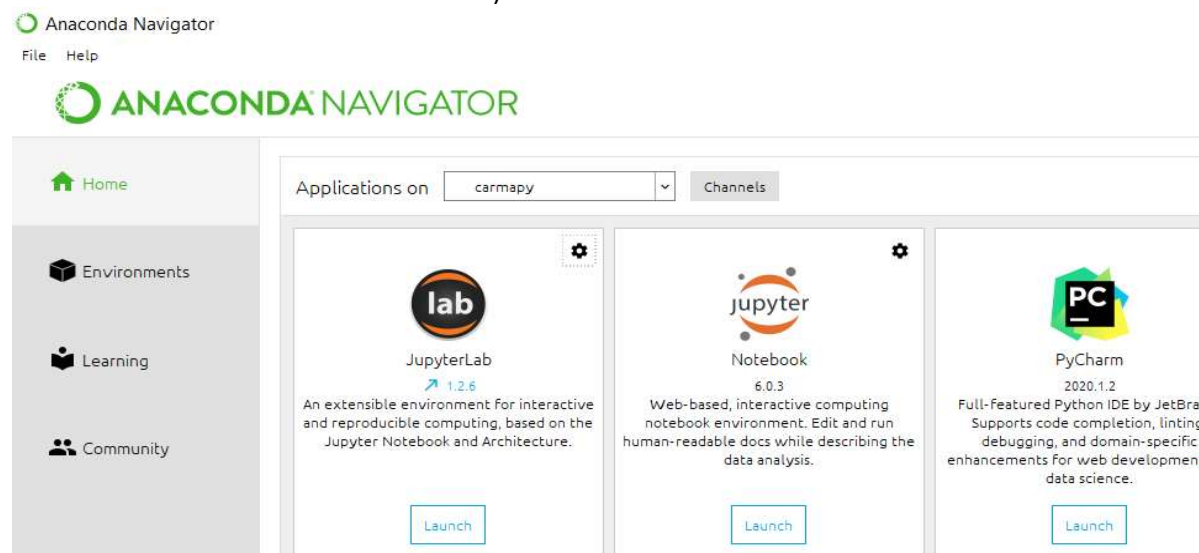 Anaconda Navigator
File Help
ANACONDA NAVIGATOR
Home
Applications on carmapy Channels
Environments
Learning
Community
lab
JupyterLab
1.2.6
An extensible environment for interactive
and reproducible computing, based on the
Jupyter Notebook and Architecture.
Launch
jupyter
Notebook
6.0.3
Web-based, interactive computing
notebook environment. Edit and run
human-readable docs while describing the
data analysis.
Launch
PC
PyCharm
2020.1.2
Full-featured Python IDE by JetBra
Supports code completion, linting
debugging, and domain-specific
enhancements for web developmen
data science.
Launch